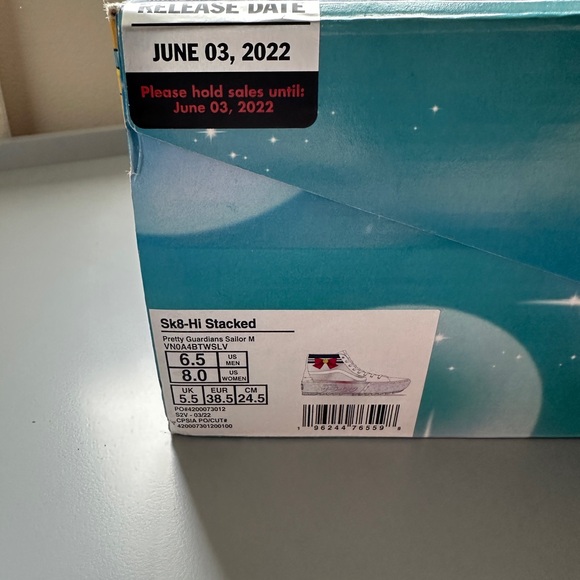 RELEASE DATE
JUNE 03, 2022
Please hold sales until:
June 03, 2022
Sk8-Hi Stacked
Pretty Guardians Sailor M
VN0A4BTWSLV
6.5 US MEN
8.0 US WOMEN
UK EUR CM
5.5 38.5 24.5
PO#4200073012
S2V - 03/22
CPSIA PO/CUT#
420007301200100
1 96244 76559 8